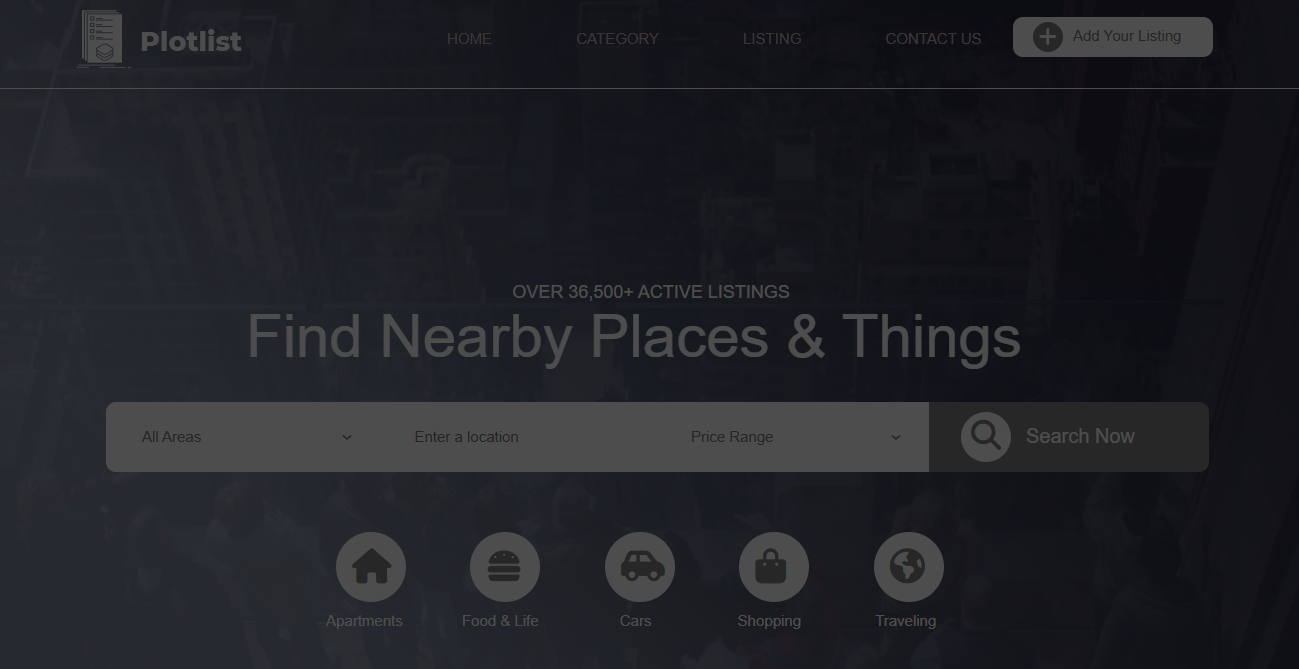 Plotlist
HOME
CATEGORY
LISTING
CONTACT US
Add Your Listing
OVER 36,500+ ACTIVE LISTINGS
Find Nearby Places & Things
All Areas
Enter a location
Price Range
Search Now
Apartments
Food & Life
Cars
Shopping
Traveling